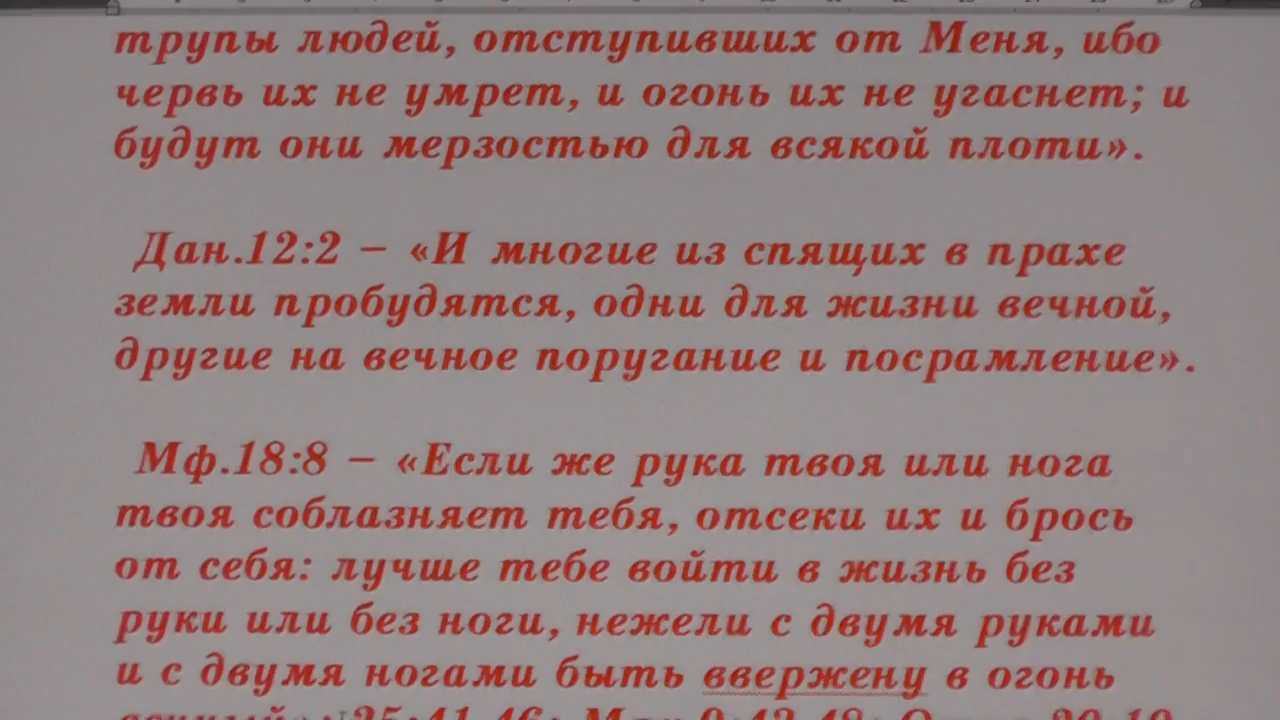 трупы людей, отступивших от Меня, ибо
червь их не умрет, и огонь их не угаснет; и
будут они мерзостью для всякой плоти».
Дан.12:2 – «И многие из спящих в прахе
земли пробудятся, одни для жизни вечной,
другие на вечное поругание и посрамление».
Мф.18:8 – «Если же рука твоя или нога
твоя соблазняет тебя, отсеки их и брось
от себя: лучше тебе войти в жизнь без
руки или без ноги, нежели с двумя руками
и с двумя ногами быть ввержену в огонь